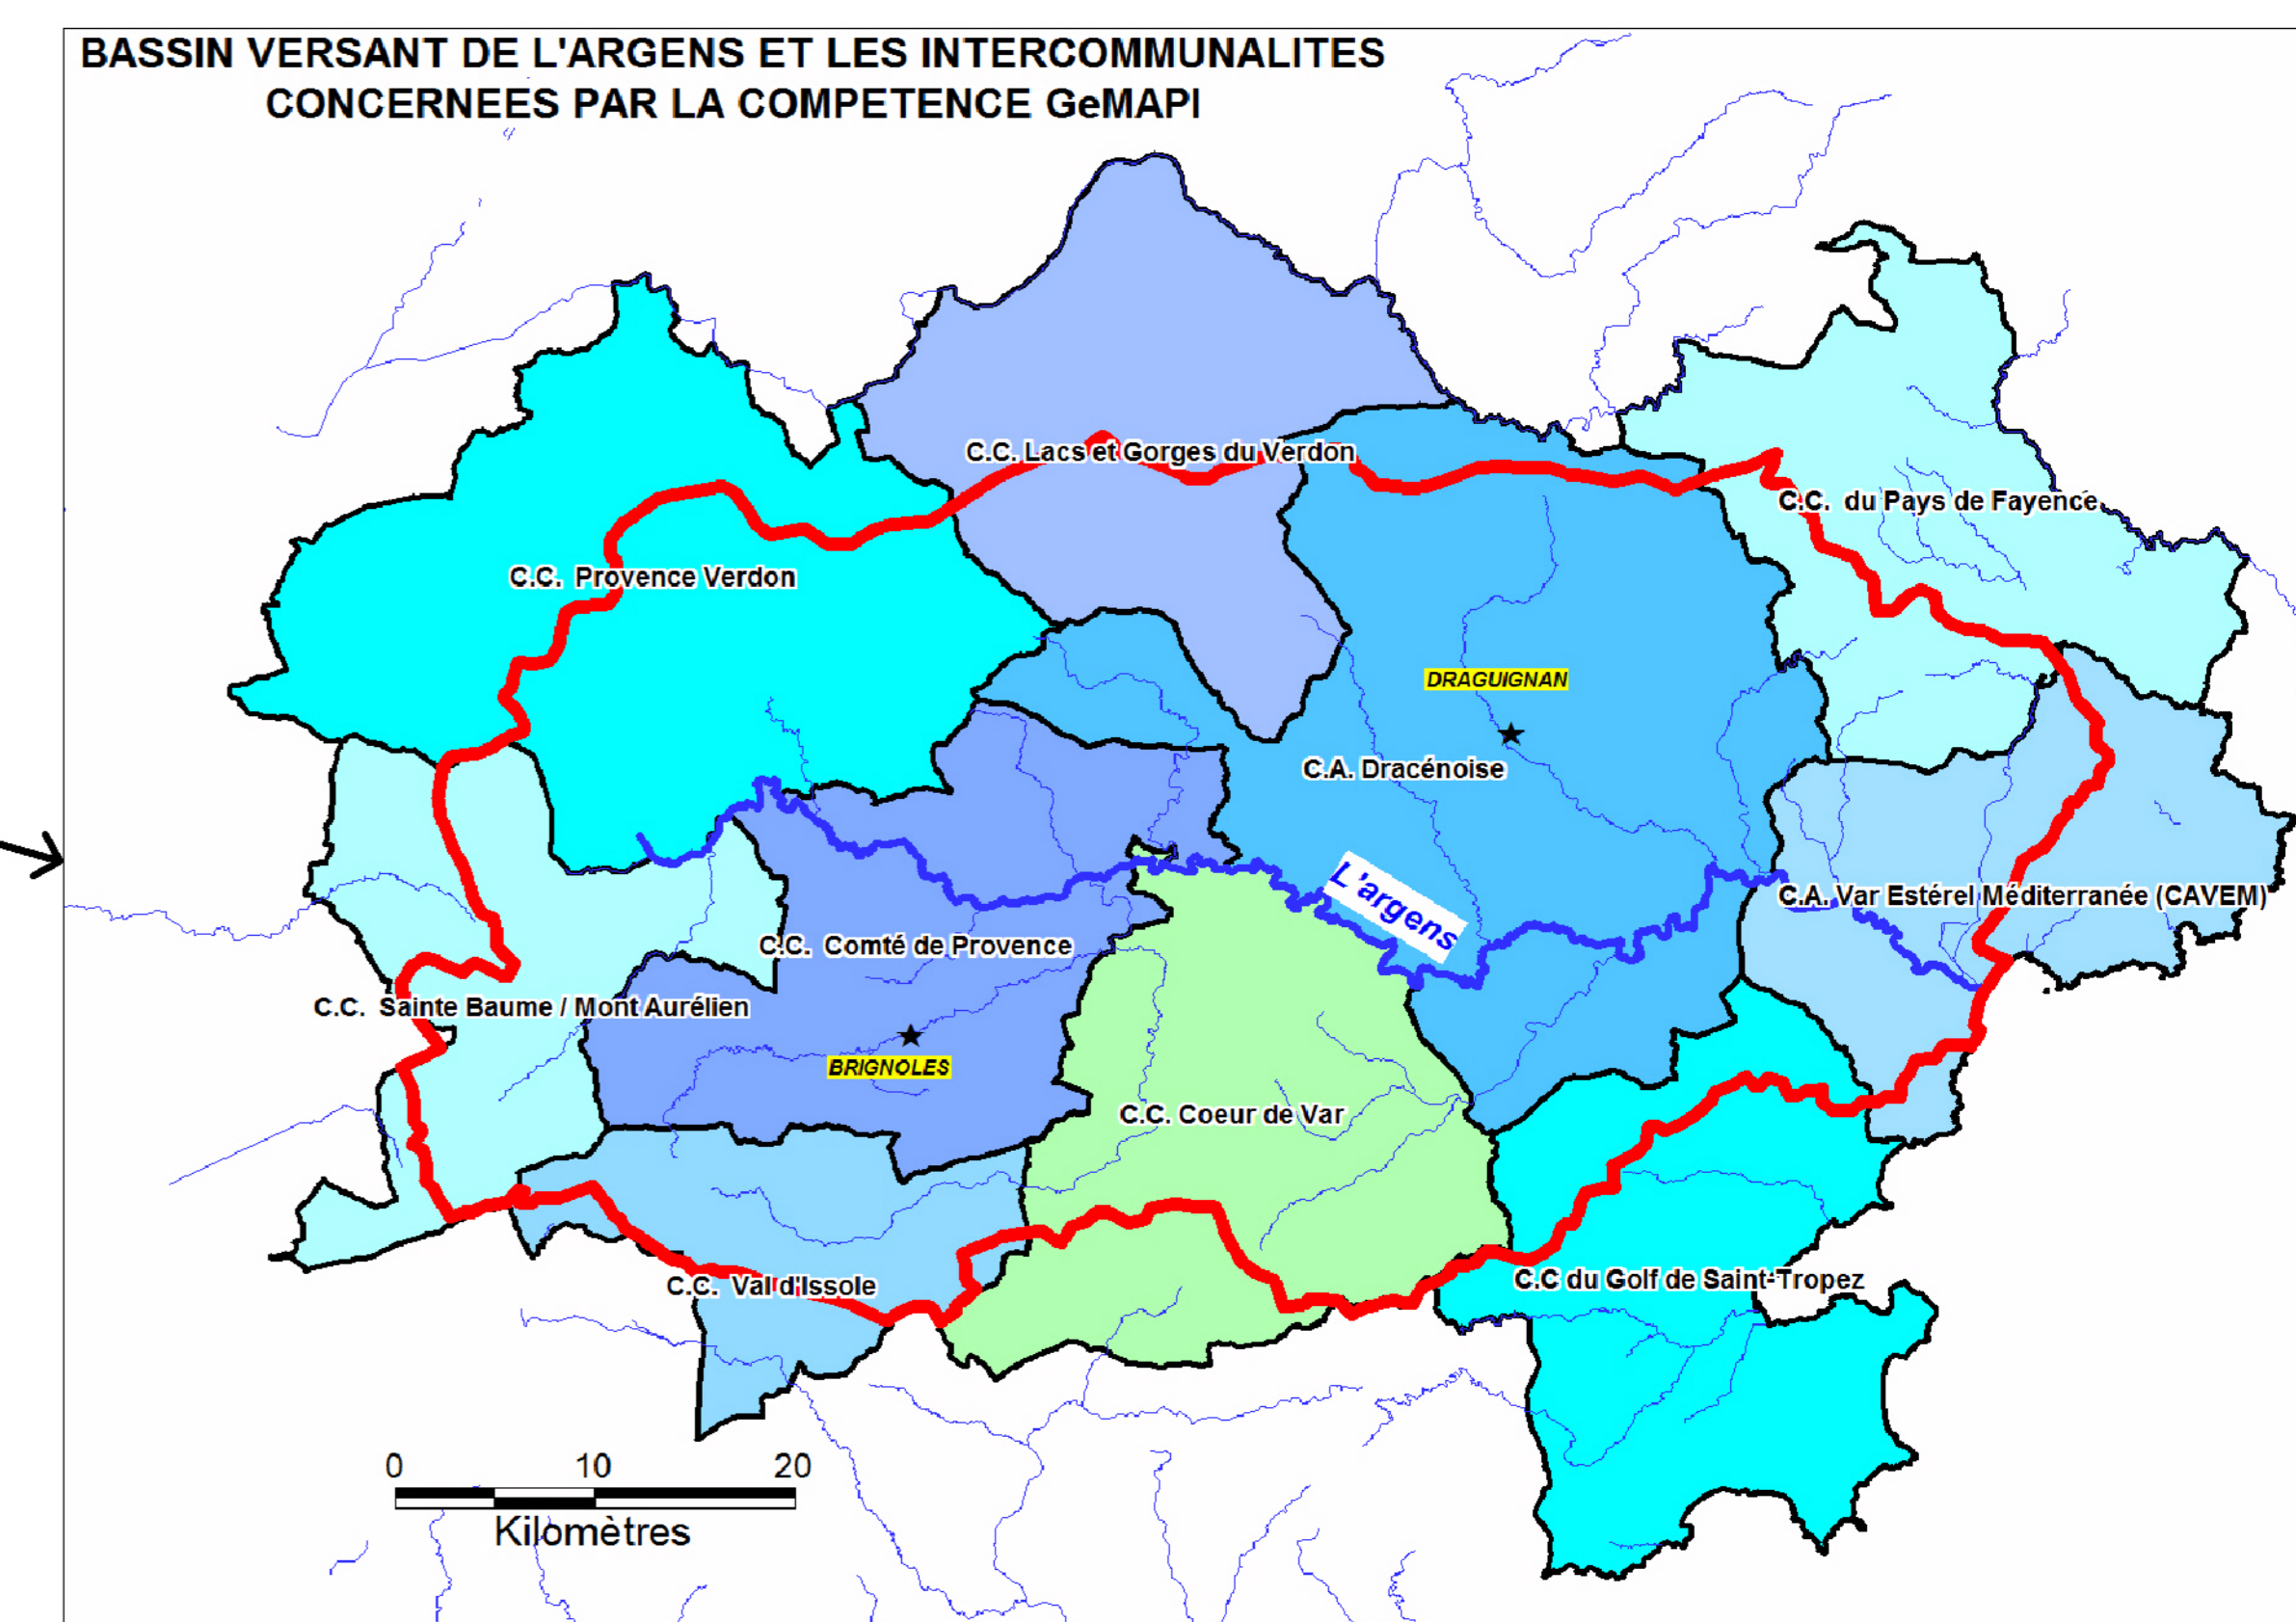 BASSIN VERSANT DE L'ARGENS ET LES INTERCOMMUNALITES
CONCERNEES PAR LA COMPETENCE GeMAPI
C.C. Lacs et Gorges du Verdon
C.C. du Pays de Fayence
C.C. Provence Verdon
DRAGUIGNAN
C.A. Dracénoise
L'argens
C.A. Var Estérel Méditerranée (CAVEM)
C.C. Comté de Provence
C.C. Sainte Baume / Mont Aurélien
BRIGNOLES
C.C. Coeur de Var
C.C. Val d'Issole
C.C du Golf de Saint-Tropez
0 10 20
Kilomètres